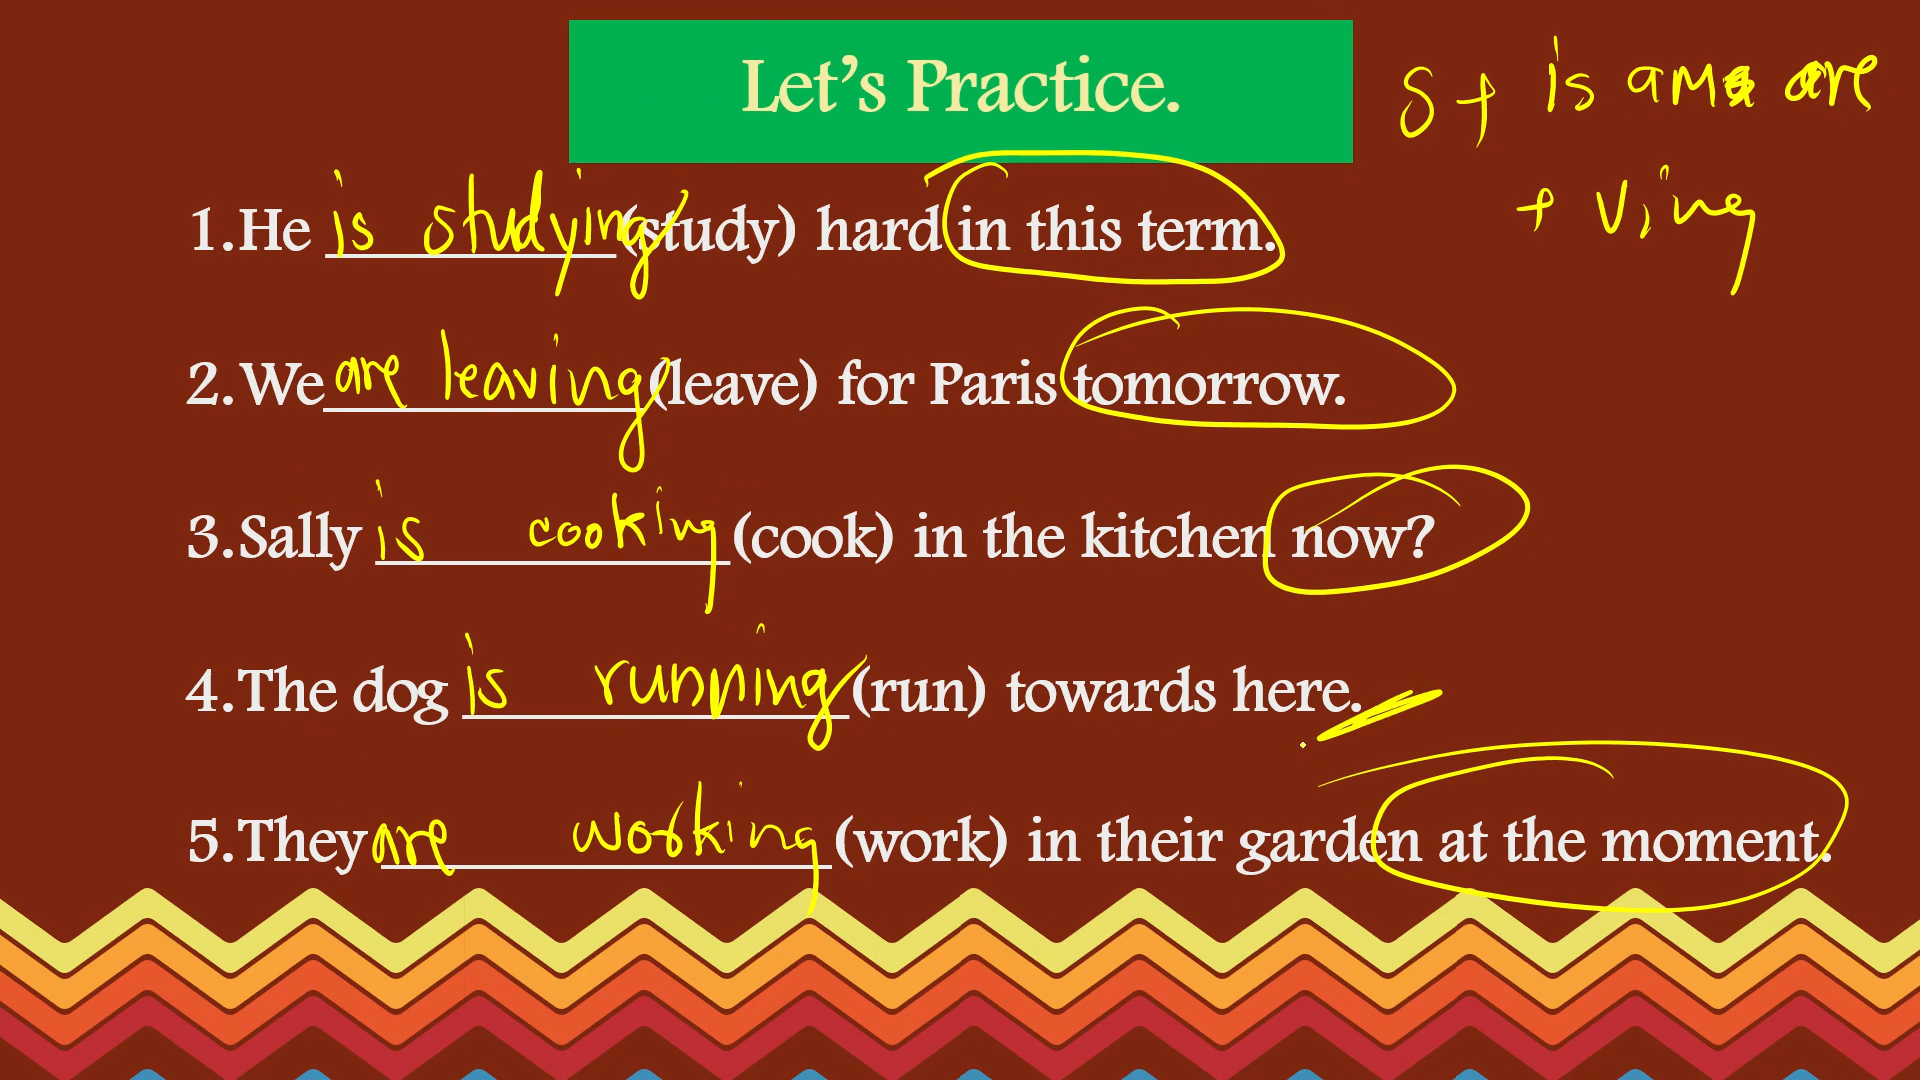 Let's Practice.
S + is am are
+ Ving
1.He is studying (study) hard in this term.
2.We are leaving (leave) for Paris tomorrow.
3.Sally is cooking (cook) in the kitchen now?
4.The dog is running (run) towards here.
5.They are working (work) in their garden at the moment.